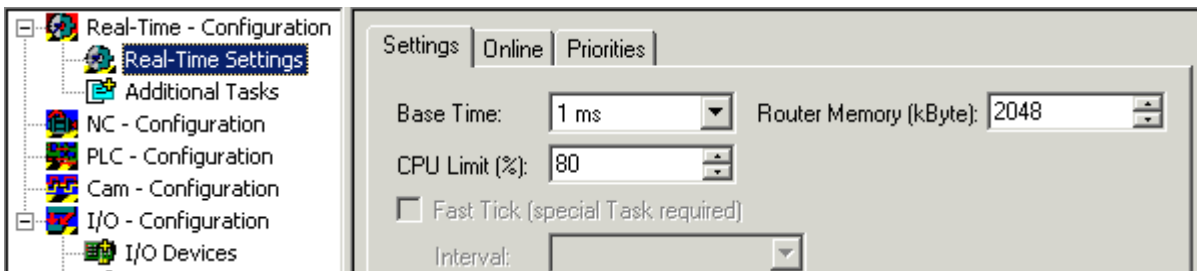 Real-Time - Configuration
Real-Time Settings
Additional Tasks
NC - Configuration
PLC - Configuration
Cam - Configuration
I/O - Configuration
I/O Devices
Settings Online Priorities
Base Time: 1 ms Router Memory (kByte): 2048
CPU Limit (%): 80
Fast Tick (special Task required)
Interval: